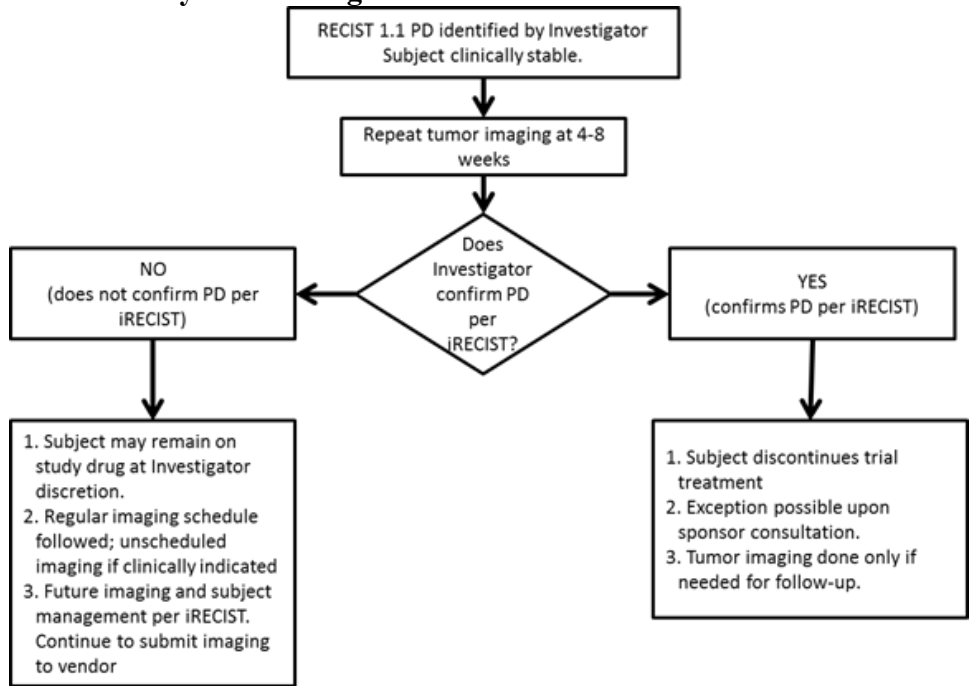 RECIST 1.1 PD identified by Investigator
Subject clinically stable.
Repeat tumor imaging at 4-8
weeks
Does
Investigator
confirm PD
per
iRECIST?
NO
(does not confirm PD per
iRECIST)
YES
(confirms PD per iRECIST)
1. Subject may remain on
study drug at Investigator
discretion.
2. Regular imaging schedule
followed; unscheduled
imaging if clinically indicated
3. Future imaging and subject
management per iRECIST.
Continue to submit imaging
to vendor
1. Subject discontinues trial
treatment
2. Exception possible upon
sponsor consultation.
3. Tumor imaging done only if
needed for follow-up.